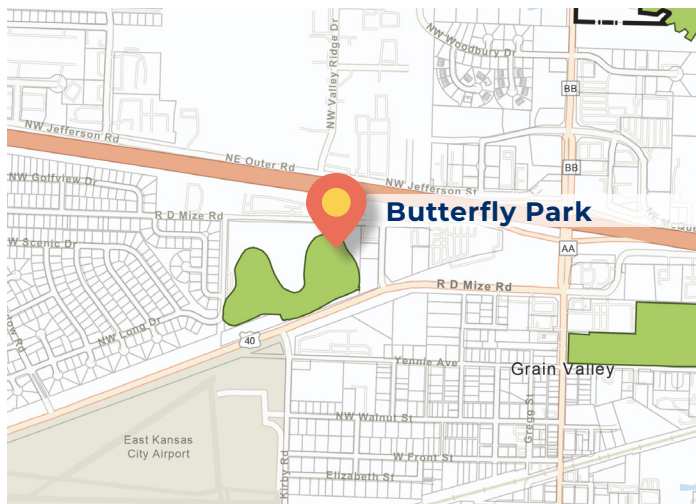 NW Woodbury Dr
NW Valley Ridge Dr
BB
NW Jefferson Rd
NE Outer Rd
BB
NW Golfview Dr
NW Jefferson St
Butterfly Park
R D Mize Rd
W Scenic Dr
AA
R D Mize Rd
NW Long Dr
40
Yennie Ave
Grain Valley
Gregg St
NW Walnut St
East Kansas
City Airport
W Front St
Kirby Rd
Elizabeth St